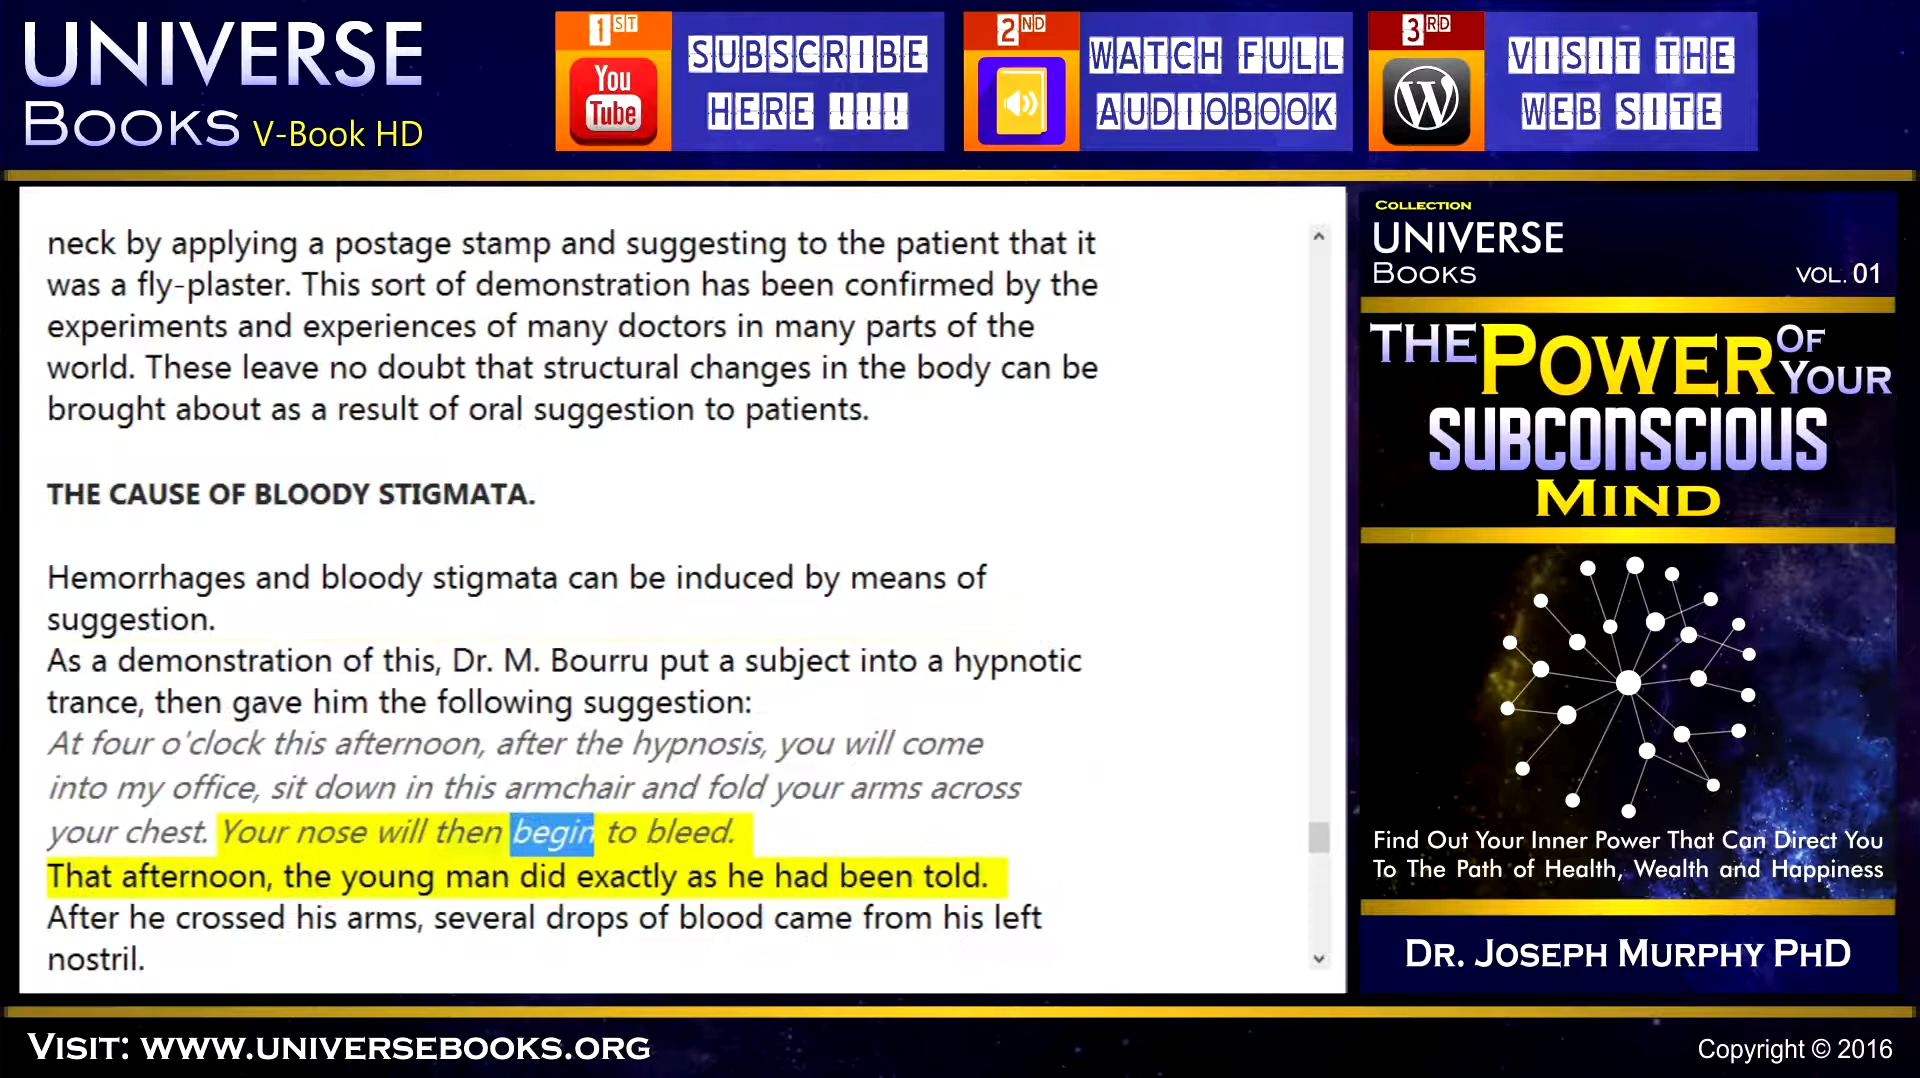 UNIVERSE
BOOKS V-Book HD
1ST
You
Tube
SUBSCRIBE
HERE !!!
2ND
WATCH FULL
AUDIOBOOK
3RD
VISIT THE
WEB SITE
neck by applying a postage stamp and suggesting to the patient that it
was a fly-plaster. This sort of demonstration has been confirmed by the
experiments and experiences of many doctors in many parts of the
world. These leave no doubt that structural changes in the body can be
brought about as a result of oral suggestion to patients.
THE CAUSE OF BLOODY STIGMATA.
Hemorrhages and bloody stigmata can be induced by means of
suggestion.
As a demonstration of this, Dr. M. Bourru put a subject into a hypnotic
trance, then gave him the following suggestion:
At four o'clock this afternoon, after the hypnosis, you will come
into my office, sit down in this armchair and fold your arms across
your chest. Your nose will then begin to bleed.
That afternoon, the young man did exactly as he had been told.
After he crossed his arms, several drops of blood came from his left
nostril.
COLLECTION
UNIVERSE
BOOKS VOL. 01
THE POWER OF YOUR
SUBCONSCIOUS
MIND
Find Out Your Inner Power That Can Direct You
To The Path of Health, Wealth and Happiness
DR. JOSEPH MURPHY PHD
VISIT: WWW.UNIVERSEBOOKS.ORG
Copyright © 2016